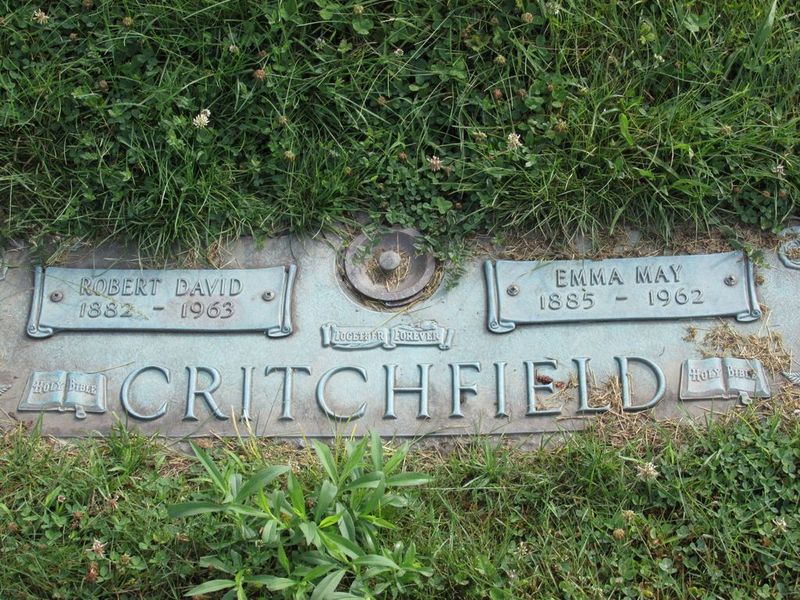 ROBERT DAVID
1882 - 1963
EMMA MAY
1885 - 1962
TOGETHER FOREVER
HOLY BIBLE
CRITCHFIELD
HOLY BIBLE